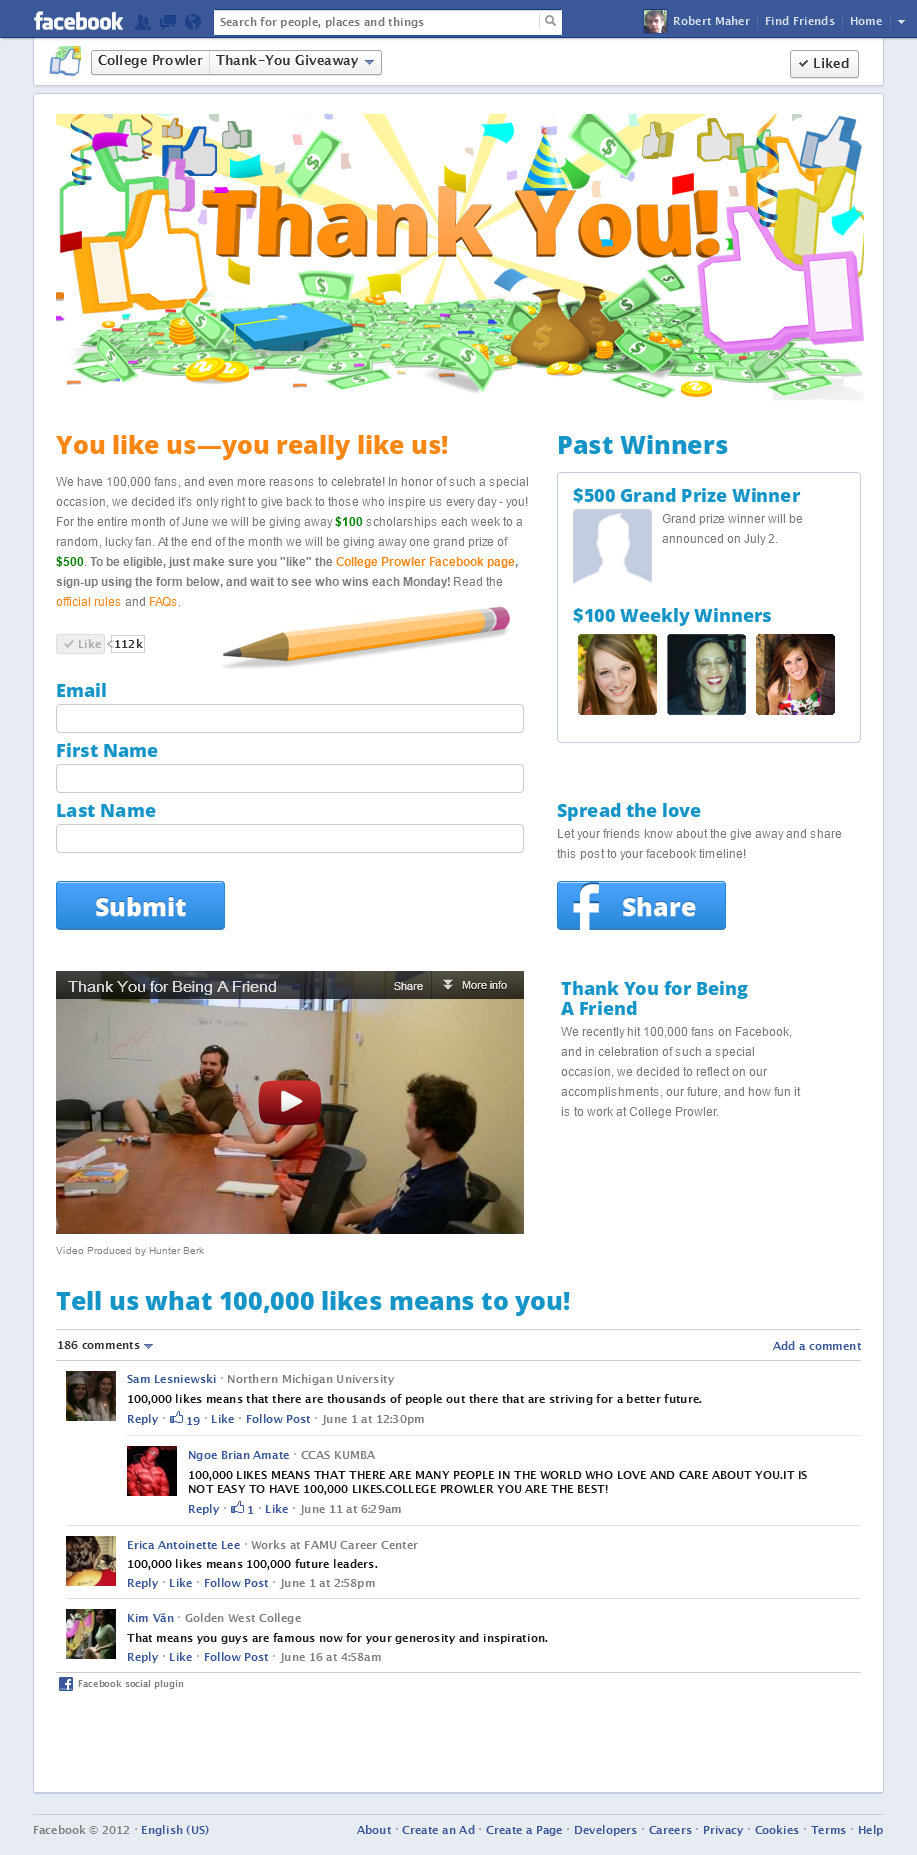 facebook
Search for people, places and things
Robert Maher
Find Friends
Home
College Prowler
Thank-You Giveaway
Liked
Thank You!
You like us—you really like us!
We have 100,000 fans, and even more reasons to celebrate! In honor of such a special
occasion, we decided it's only right to give back to those who inspire us every day - you!
For the entire month of June we will be giving away $100 scholarships each week to a
random, lucky fan. At the end of the month we will be giving away one grand prize of
$500. To be eligible, just make sure you "like" the College Prowler Facebook page,
sign-up using the form below, and wait to see who wins each Monday! Read the
official rules and FAQs.
Like
112k
Email
First Name
Last Name
Submit
Past Winners
$500 Grand Prize Winner
Grand prize winner will be
announced on July 2.
$100 Weekly Winners
Spread the love
Let your friends know about the give away and share
this post to your facebook timeline!
f Share
Thank You for Being A Friend
Share
More info
Video Produced by Hunter Berk
Thank You for Being
A Friend
We recently hit 100,000 fans on Facebook,
and in celebration of such a special
occasion, we decided to reflect on our
accomplishments, our future, and how fun it
is to work at College Prowler.
Tell us what 100,000 likes means to you!
186 comments
Add a comment
Sam Lesniewski · Northern Michigan University
100,000 likes means that there are thousands of people out there that are striving for a better future.
Reply · 19 · Like · Follow Post · June 1 at 12:30pm
Ngoe Brian Amate · CCAS KUMBA
100,000 LIKES MEANS THAT THERE ARE MANY PEOPLE IN THE WORLD WHO LOVE AND CARE ABOUT YOU.IT IS
NOT EASY TO HAVE 100,000 LIKES.COLLEGE PROWLER YOU ARE THE BEST!
Reply · 1 · Like · June 11 at 6:29am
Erica Antoinette Lee · Works at FAMU Career Center
100,000 likes means 100,000 future leaders.
Reply · Like · Follow Post · June 1 at 2:58pm
Kim Văn · Golden West College
That means you guys are famous now for your generosity and inspiration.
Reply · Like · Follow Post · June 16 at 4:58am
Facebook social plugin
Facebook © 2012 · English (US)
About · Create an Ad · Create a Page · Developers · Careers · Privacy · Cookies · Terms · Help